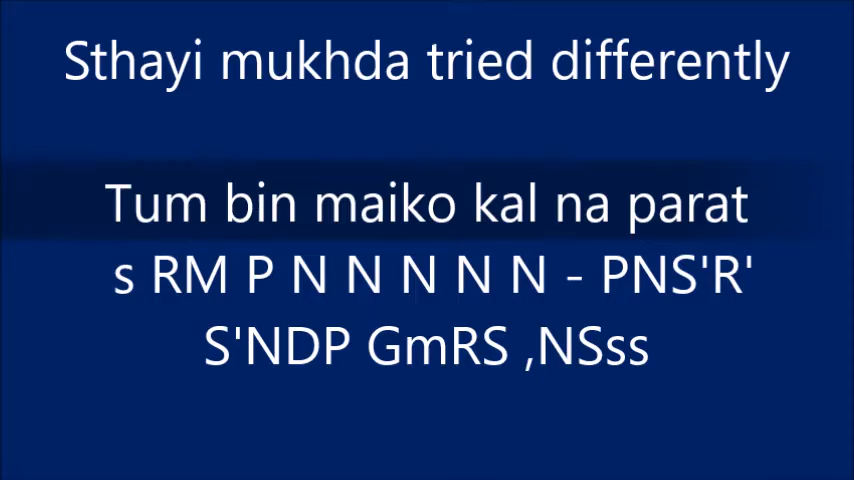 Sthayi mukhda tried differently
Tum bin maiko kal na parat
s RM P N N N N N - PNS'R'
S'NDP GmRS ,NSss